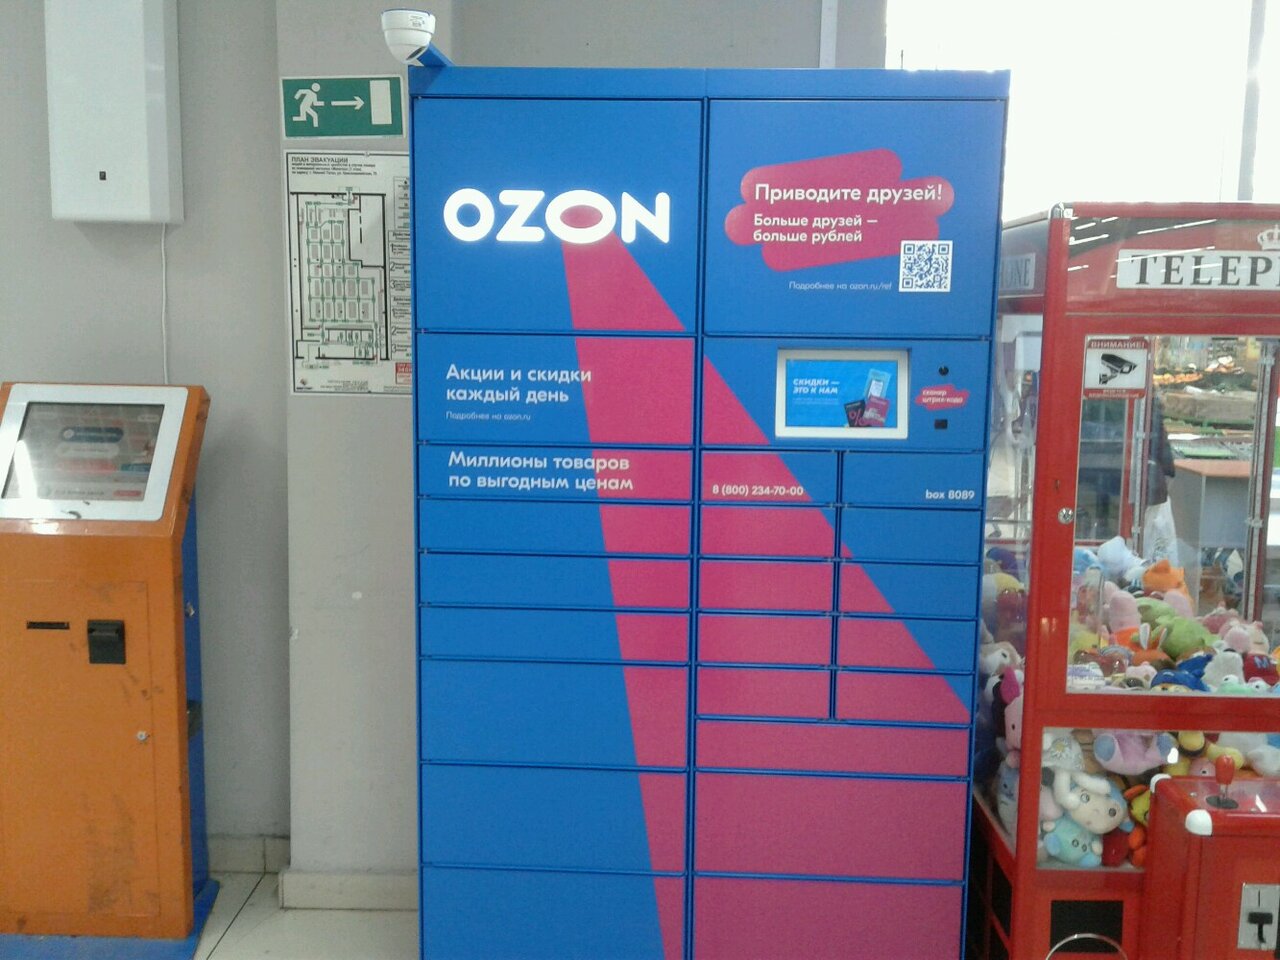 ПЛАН ЭВАКУАЦИИ
OZON
Приводите друзей!
Больше друзей —
больше рублей
Подробнее на ozon.ru/ref
Акции и скидки
каждый день
Подробнее на ozon.ru
СКИДКИ —
ЭТО К НАМ
сканер
штрих-кода
Миллионы товаров
по выгодным ценам
8 (800) 234-70-00
box 8089
TELEP
ВНИМАНИЕ!